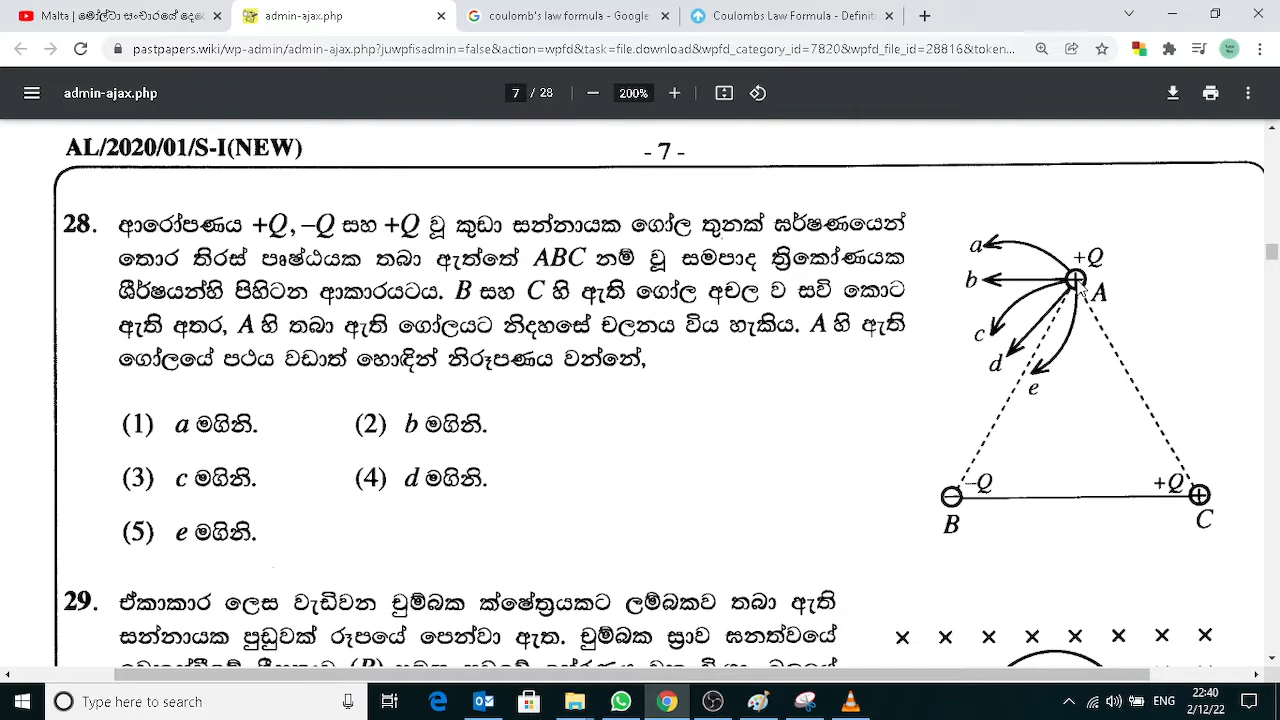 Malta | මෝල්ටා සංචාරයේ දෙවෙ
admin-ajax.php
coulomb's law formula - Google
Coulombs Law Formula - Definiti
pastpapers.wiki/wp-admin/admin-ajax.php?juwpfisadmin=false&action=wpfd&task=file.download&wpfd_category_id=7820&wpfd_file_id=28816&token...
admin-ajax.php
7 / 28
200%
AL/2020/01/S-I(NEW)
- 7 -
28. ආරෝපණය +Q, –Q සහ +Q වූ කුඩා සන්නායක ගෝල තුනක් ඝර්ෂණයෙන්
තොර තිරස් පෘෂ්ඨයක තබා ඇත්තේ ABC නම් වූ සමපාද ත්‍රිකෝණයක
ශීර්ෂයන්හි පිහිටන ආකාරයටය. B සහ C හි ඇති ගෝල අචල ව සවි කොට
ඇති අතර, A හි තබා ඇති ගෝලයට නිදහසේ චලනය විය හැකිය. A හි ඇති
ගෝලයේ පථය වඩාත් හොඳින් නිරූපණය වන්නේ,
(1) a මගිනි.
(2) b මගිනි.
(3) c මගිනි.
(4) d මගිනි.
(5) e මගිනි.
a
b
c
d
e
+Q
A
–Q
B
+Q
C
29. ඒකාකාර ලෙස වැඩිවන චුම්බක ක්ෂේත්‍රයකට ලම්බකව තබා ඇති
සන්නායක පුඩුවක් රූපයේ පෙන්වා ඇත. චුම්බක ස්‍රාව ඝනත්වයේ
Type here to search
ENG
22:40
2/12/22